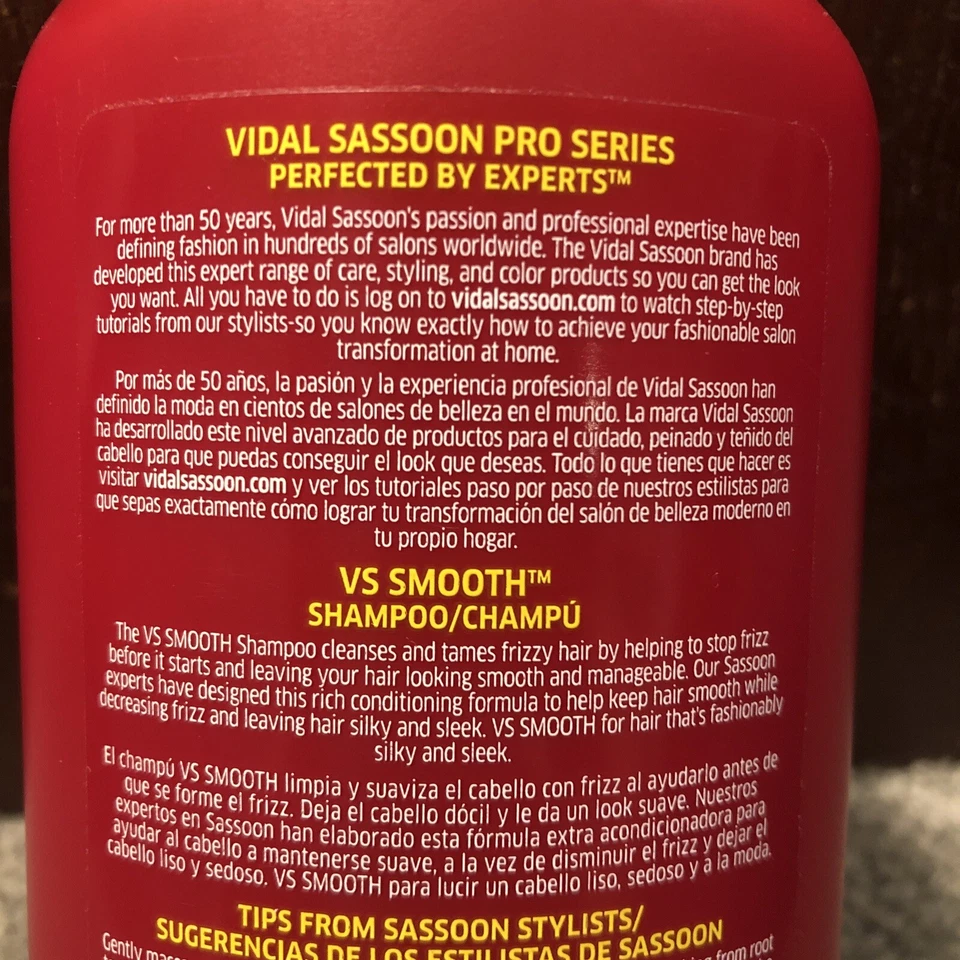 VIDAL SASSOON PRO SERIES
PERFECTED BY EXPERTS™
For more than 50 years, Vidal Sassoon's passion and professional expertise have been
defining fashion in hundreds of salons worldwide. The Vidal Sassoon brand has
developed this expert range of care, styling, and color products so you can get the look
you want. All you have to do is log on to vidalsassoon.com to watch step-by-step
tutorials from our stylists-so you know exactly how to achieve your fashionable salon
transformation at home.
Por más de 50 años, la pasión y la experiencia profesional de Vidal Sassoon han
definido la moda en cientos de salones de belleza en el mundo. La marca Vidal Sassoon
ha desarrollado este nivel avanzado de productos para el cuidado, peinado y teñido del
cabello para que puedas conseguir el look que deseas. Todo lo que tienes que hacer es
visitar vidalsassoon.com y ver los tutoriales paso por paso de nuestros estilistas para
que sepas exactamente cómo lograr tu transformación del salón de belleza moderno en
tu propio hogar.
VS SMOOTH™
SHAMPOO/CHAMPÚ
The VS SMOOTH Shampoo cleanses and tames frizzy hair by helping to stop frizz
before it starts and leaving your hair looking smooth and manageable. Our Sassoon
experts have designed this rich conditioning formula to help keep hair smooth while
decreasing frizz and leaving hair silky and sleek. VS SMOOTH for hair that's fashionably
silky and sleek.
El champú VS SMOOTH limpia y suaviza el cabello con frizz al ayudarlo antes de
que se forme el frizz. Deja el cabello dócil y le da un look suave. Nuestros
expertos en Sassoon han elaborado esta fórmula extra acondicionadora para
ayudar al cabello a mantenerse suave, a la vez de disminuir el frizz y dejar el
cabello liso y sedoso. VS SMOOTH para lucir un cabello liso, sedoso y a la moda.
TIPS FROM SASSOON STYLISTS/
SUGERENCIAS DE LOS ESTILISTAS DE SASSOON
Gently from root